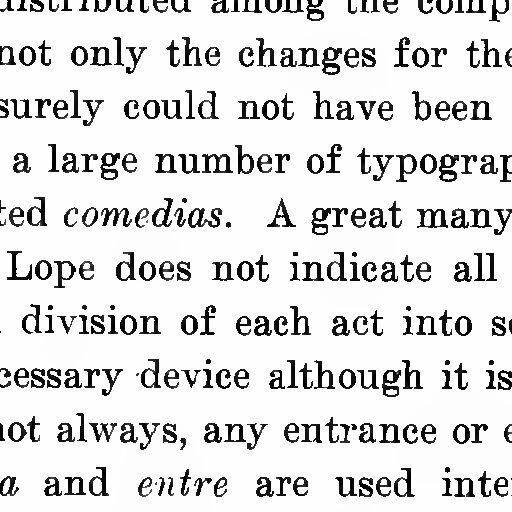 distributed among the comp
not only the changes for the
surely could not have been
a large number of typograp
ted comedias. A great many
Lope does not indicate all
division of each act into s
cessary device although it is
not always, any entrance or e
a and entre are used inte